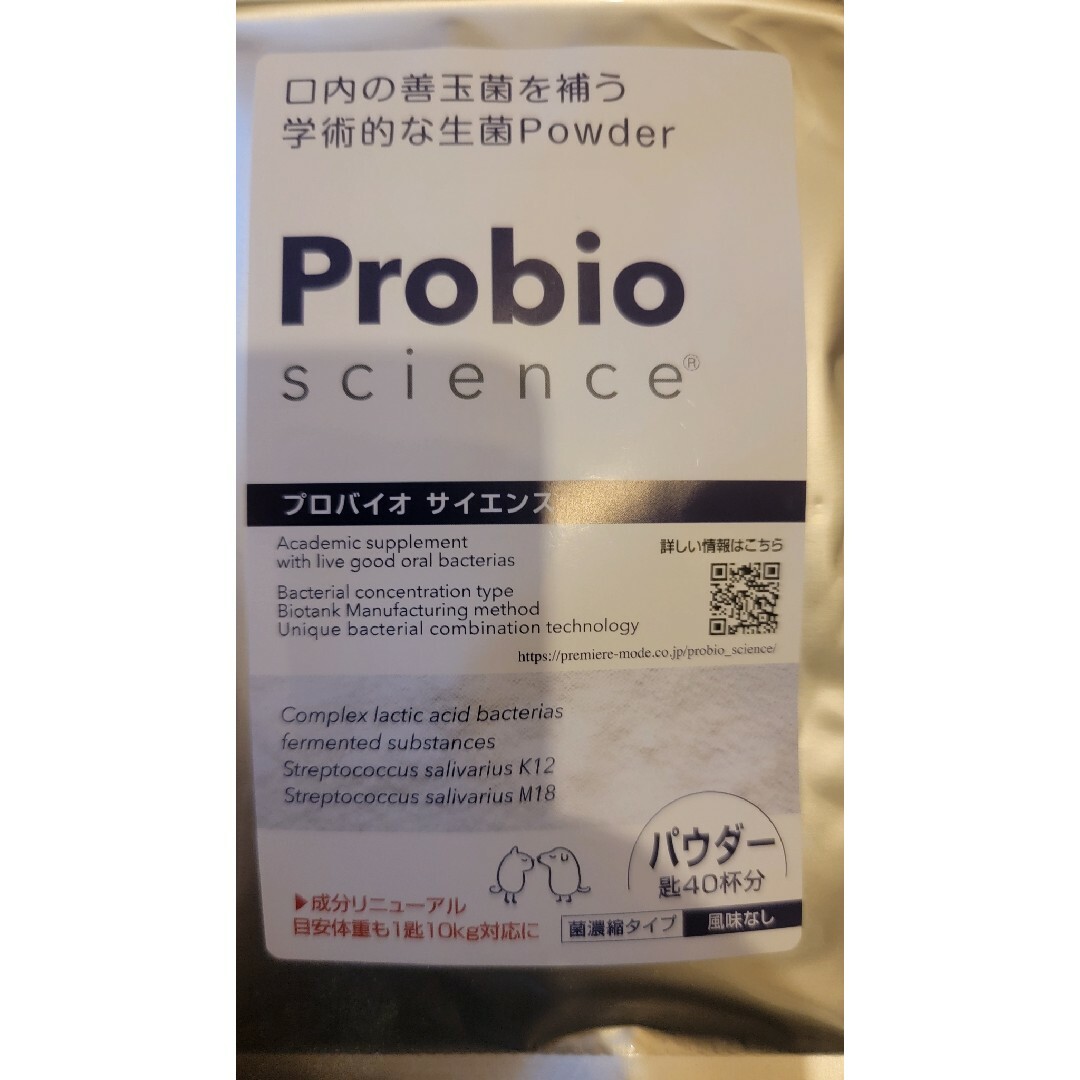 口内の善玉菌を補う
学術的な生菌Powder
Probio
science®
プロバイオ サイエンス
Academic supplement
with live good oral bacterias
詳しい情報はこちら
Bacterial concentration type
Biotank Manufacturing method
Unique bacterial combination technology
https://premiere-mode.co.jp/probio_science/
Complex lactic acid bacterias
fermented substances
Streptococcus salivarius K12
Streptococcus salivarius M18
パウダー
匙40杯分
▶成分リニューアル
目安体重も1匙10kg対応に
菌濃縮タイプ 風味なし